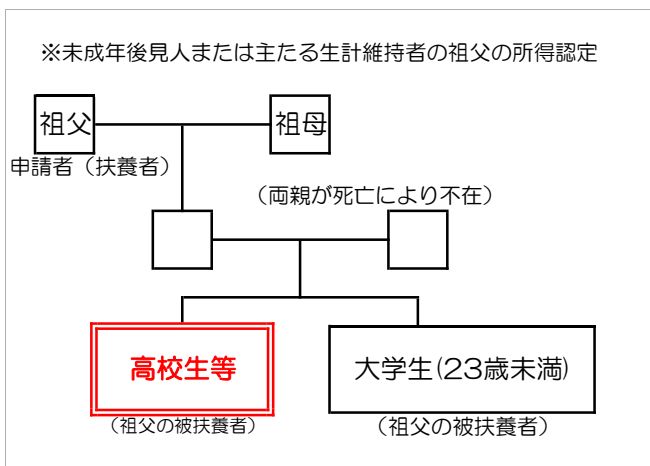 ※未成年後見人または主たる生計維持者の祖父の所得認定
祖父
祖母
申請者（扶養者）
（両親が死亡により不在）
高校生等
大学生(23歳未満)
（祖父の被扶養者）
（祖父の被扶養者）